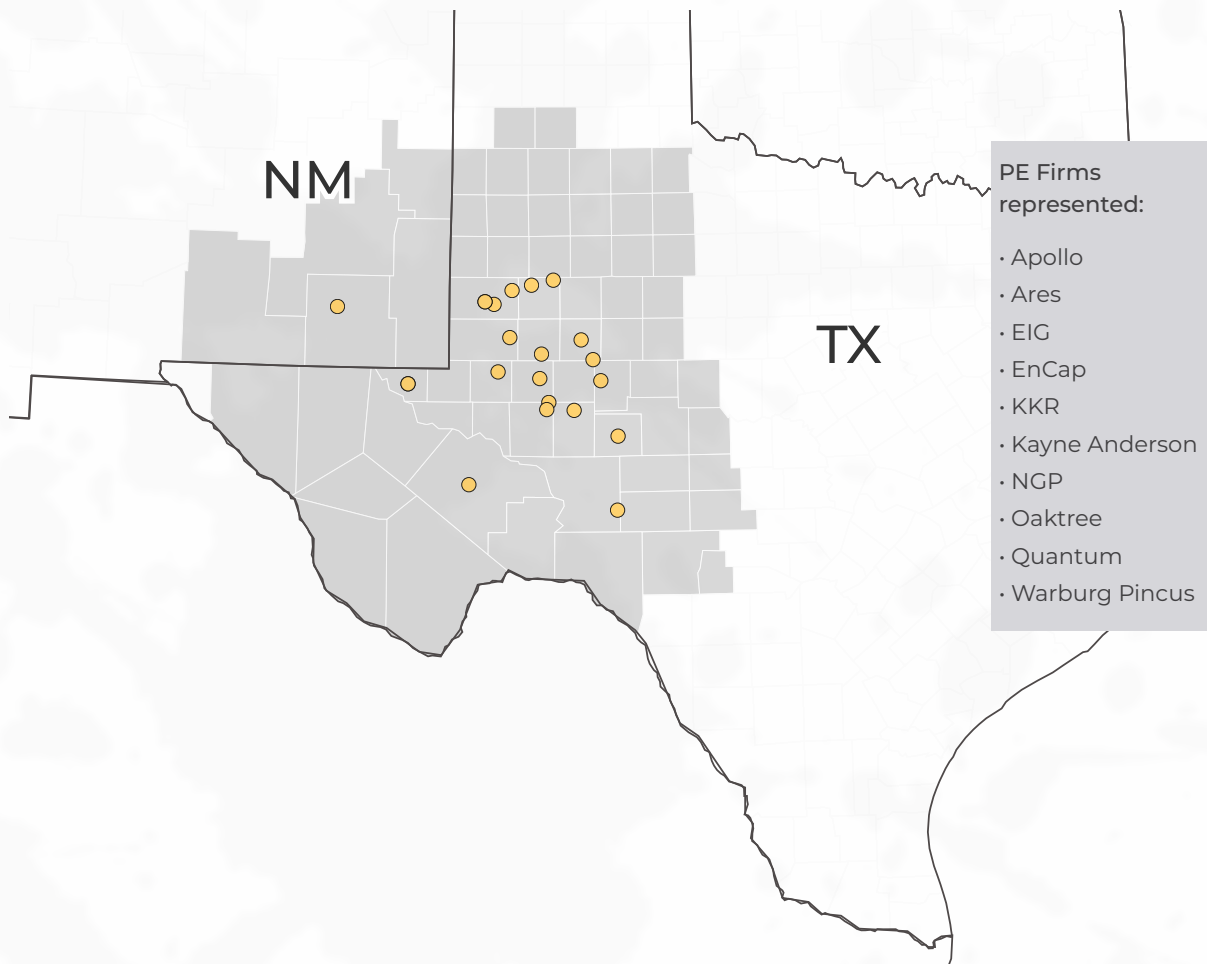 NM
TX
PE Firms
represented:
• Apollo
• Ares
• EIG
• EnCap
• KKR
• Kayne Anderson
• NGP
• Oaktree
• Quantum
• Warburg Pincus